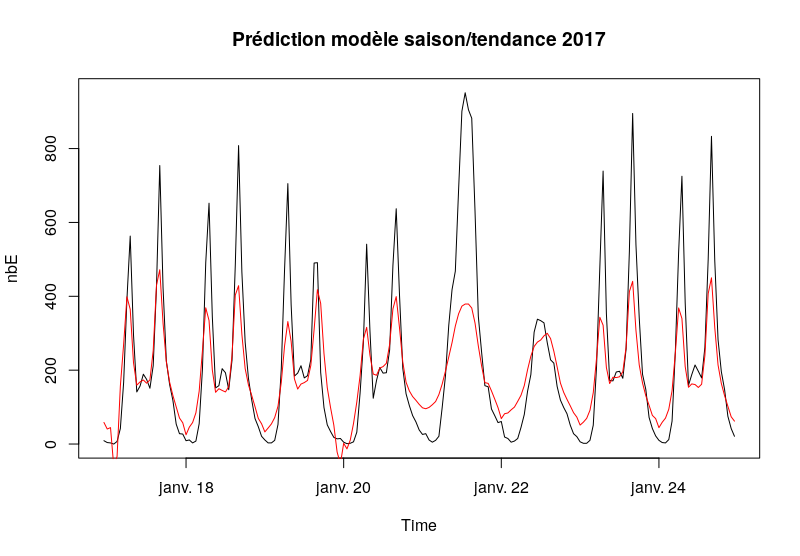 Prédiction modèle saison/tendance 2017
nbE
800
600
400
200
0
janv. 18
janv. 20
janv. 22
janv. 24
Time